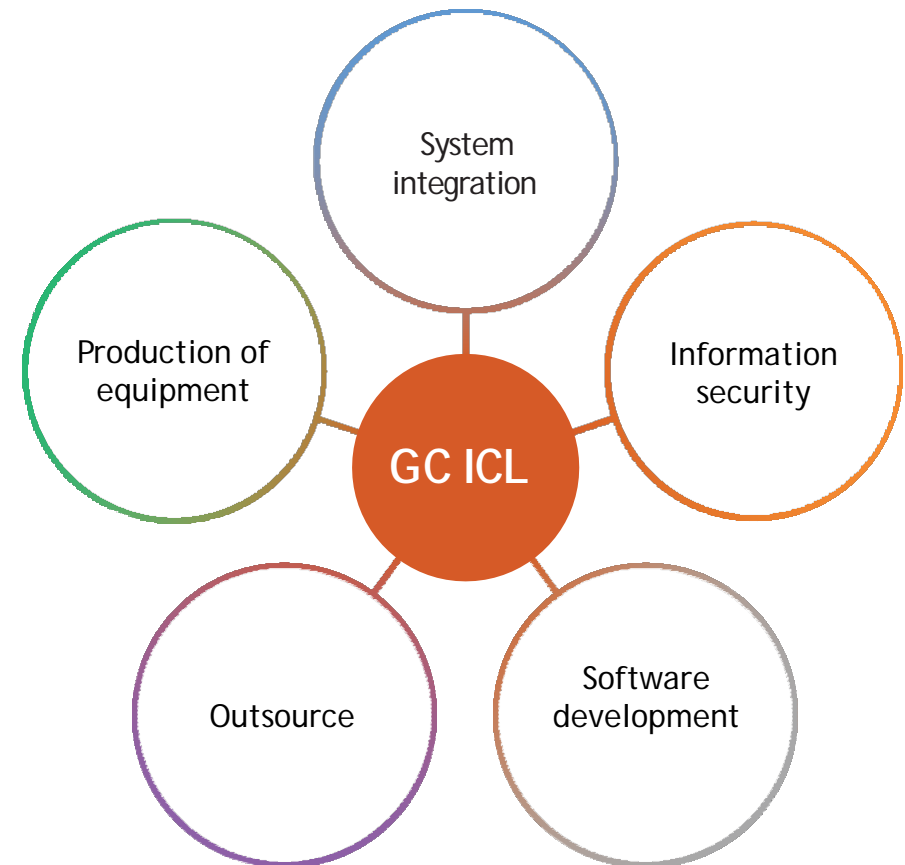 System
integration
Production of
equipment
Information
security
GC ICL
Outsource
Software
development